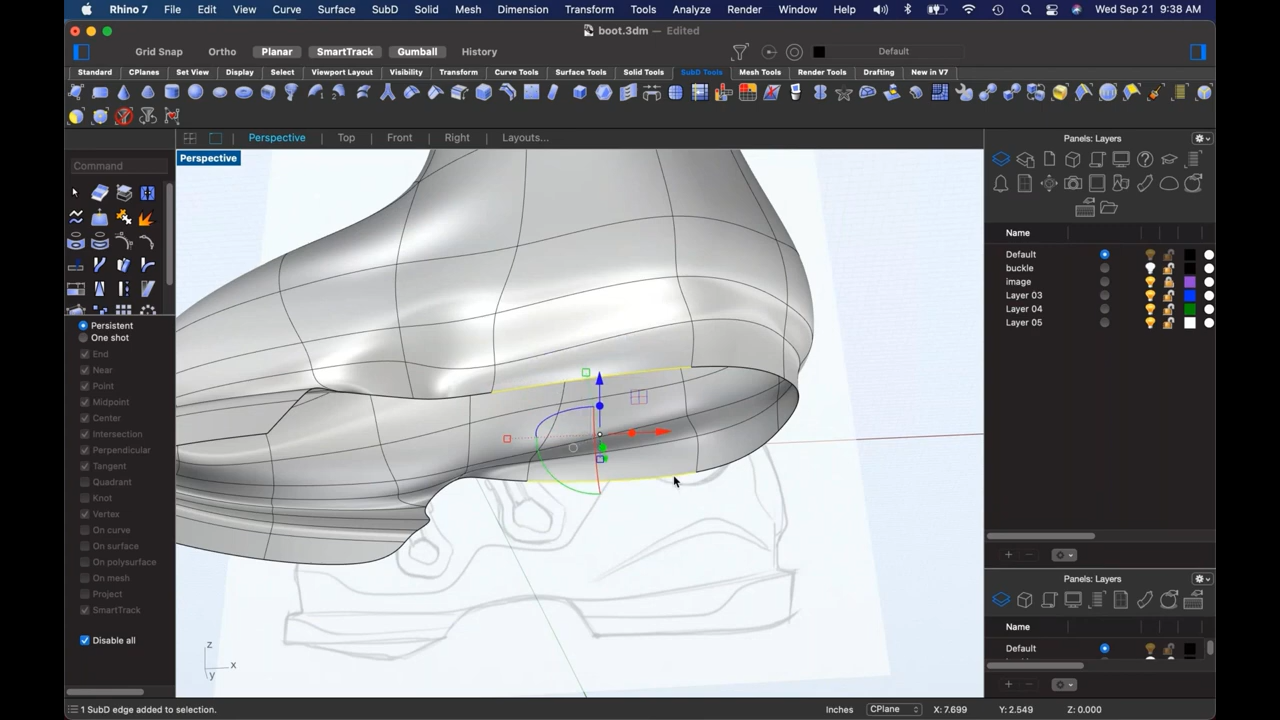 Rhino 7 File Edit View Curve Surface SubD Solid Mesh Dimension Transform Tools Analyze Render Window Help Wed Sep 21 9:38 AM
boot.3dm — Edited
Grid Snap Ortho Planar SmartTrack Gumball History Default
Standard CPlanes Set View Display Select Viewport Layout Visibility Transform Curve Tools Surface Tools Solid Tools SubD Tools Mesh Tools Render Tools Drafting New in V7
Perspective Top Front Right Layouts... Panels: Layers
Perspective
Command
Name
Default
buckle
image
Layer 03
Layer 04
Layer 05
Persistent
One shot
End
Near
Point
Midpoint
Center
Intersection
Perpendicular
Tangent
Quadrant
Knot
Vertex
On curve
On surface
On polysurface
On mesh
Project
SmartTrack
Disable all
Panels: Layers
Name
Default
z
x
y
1 SubD edge added to selection. Inches CPlane X: 7.699 Y: 2.549 Z: 0.000